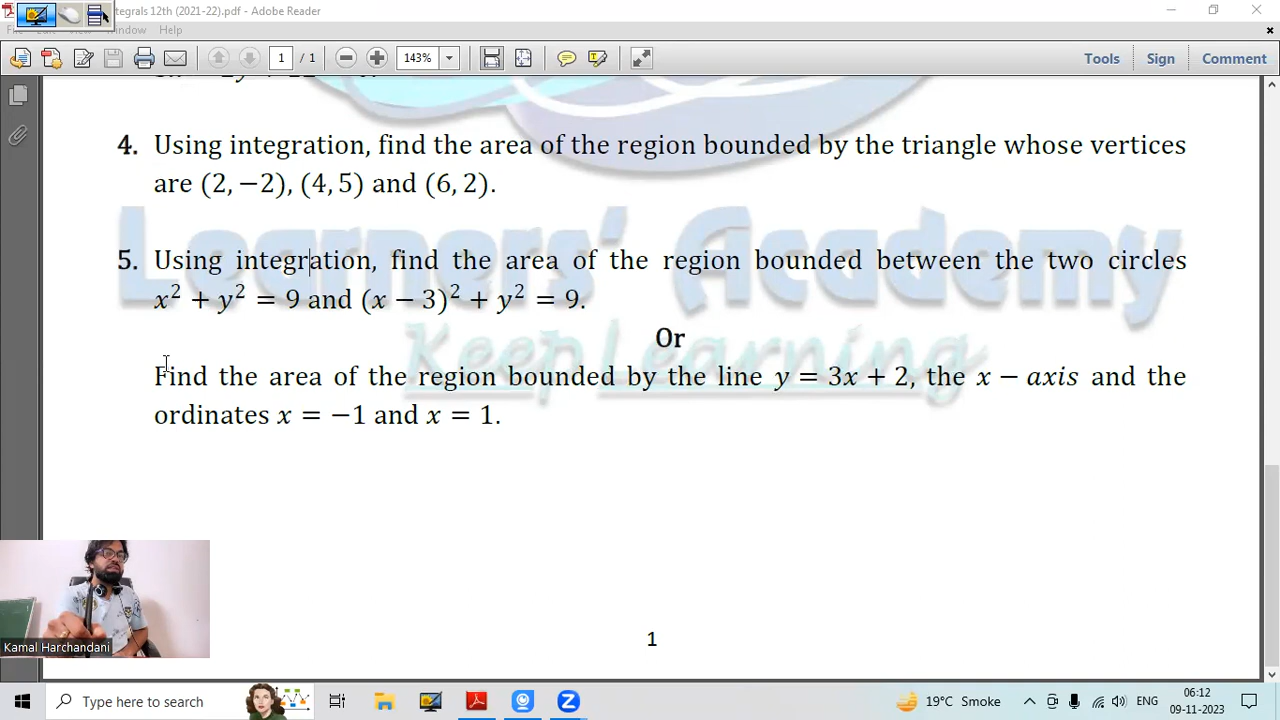 tegrals 12th (2021-22).pdf - Adobe Reader
Window Help
1 / 1 143% Tools Sign Comment
4. Using integration, find the area of the region bounded by the triangle whose vertices
are (2, −2), (4, 5) and (6, 2).
Learners' Academy
5. Using integration, find the area of the region bounded between the two circles
x² + y² = 9 and (x − 3)² + y² = 9.
Or
Keep Learning
Find the area of the region bounded by the line y = 3x + 2, the x − axis and the
ordinates x = −1 and x = 1.
1
Kamal Harchandani
Type here to search
19°C Smoke
ENG
06:12
09-11-2023